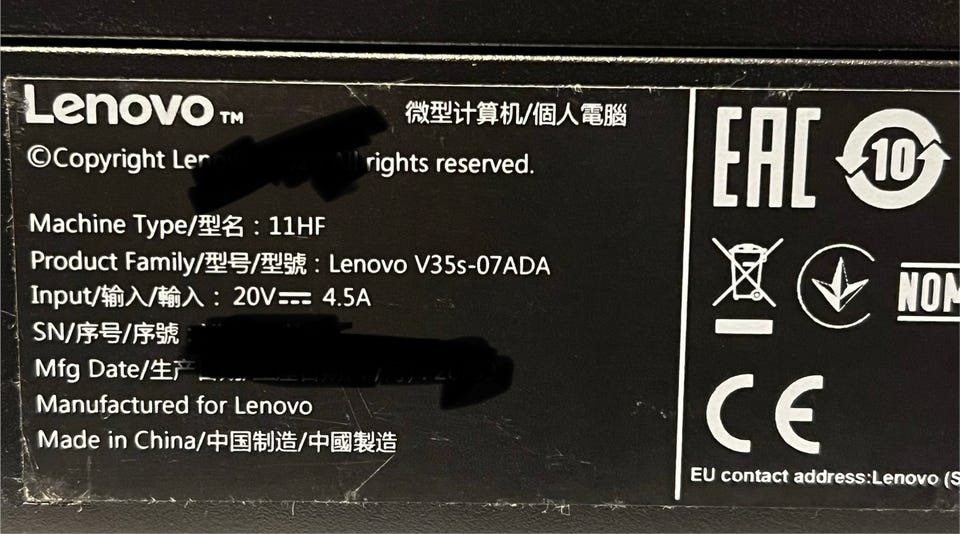 Lenovo™ 微型计算机/個人電腦
©Copyright rights reserved.
Machine Type/型名 : 11HF
Product Family/型号/型號 : Lenovo V35s-07ADA
Input/输入/輸入 : 20V⎓ 4.5A
SN/序号/序號
Mfg Date/生产
Manufactured for Lenovo
Made in China/中国制造/中國製造
EAC 10
NOM
CE
EU contact address:Lenovo (S